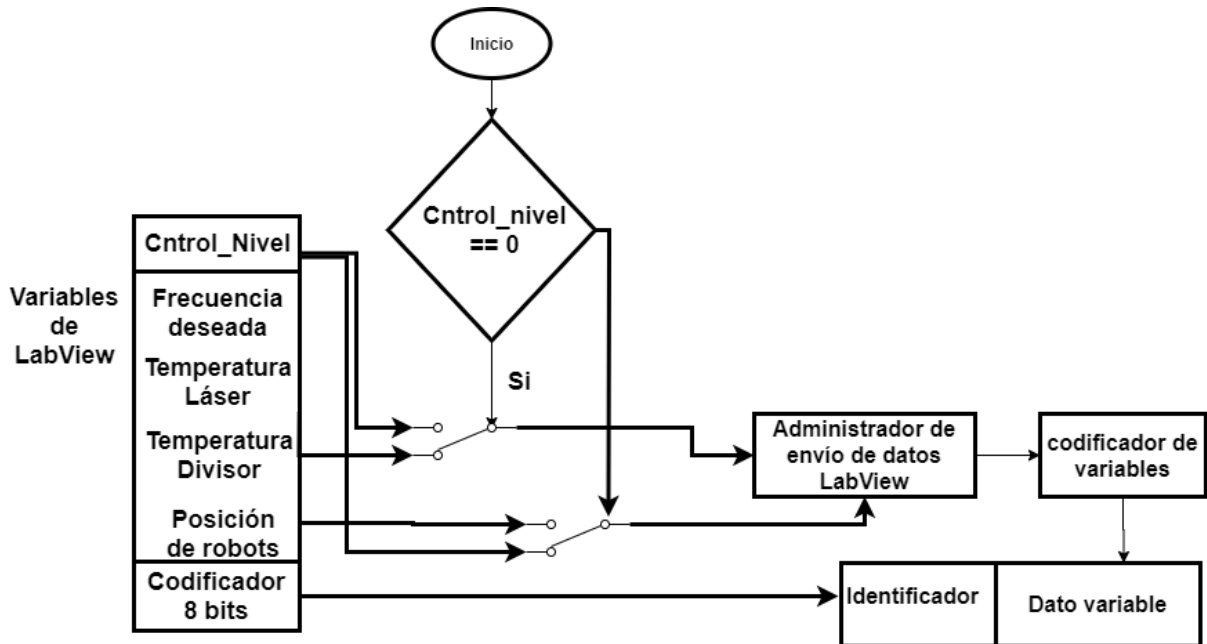 Inicio
Cntrol_nivel
== 0
Si
Variables
de
LabView
Cntrol_Nivel
Frecuencia
deseada
Temperatura
Láser
Temperatura
Divisor
Posición
de robots
Codificador
8 bits
Administrador de
envío de datos
LabView
codificador de
variables
Identificador
Dato variable